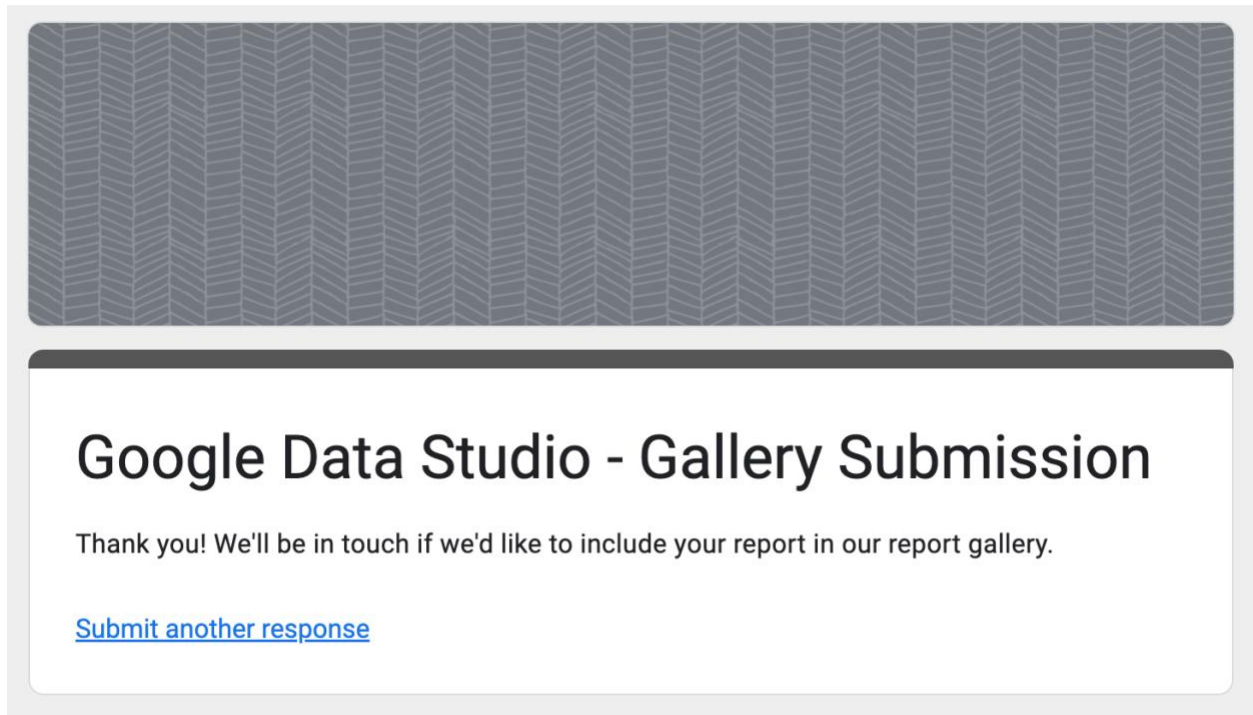 Google Data Studio - Gallery Submission
Thank you! We'll be in touch if we'd like to include your report in our report gallery.
Submit another response